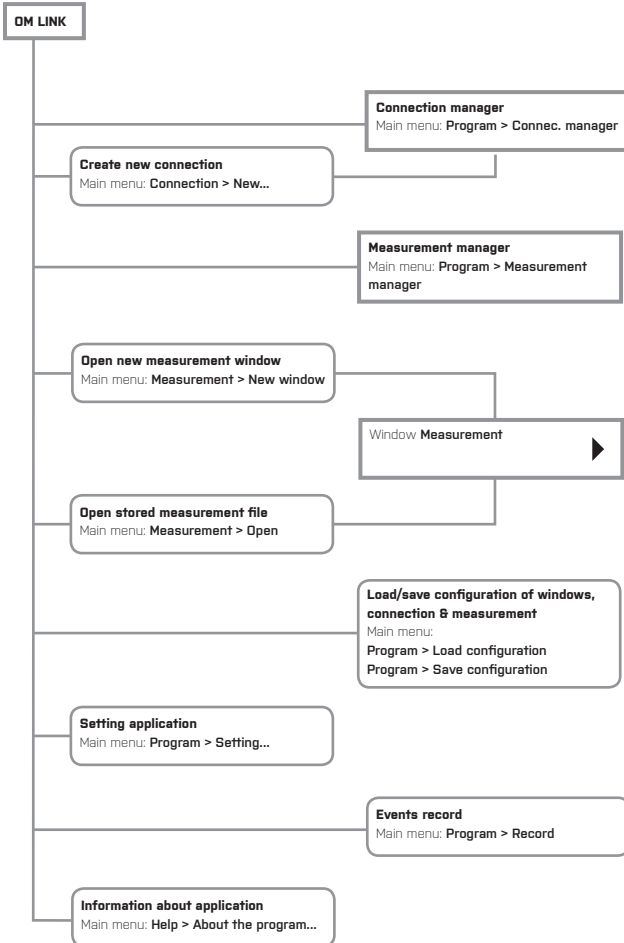 OM LINK
Connection manager
Main menu: Program > Connec. manager
Create new connection
Main menu: Connection > New...
Measurement manager
Main menu: Program > Measurement
manager
Open new measurement window
Main menu: Measurement > New window
Window Measurement
Open stored measurement file
Main menu: Measurement > Open
Load/save configuration of windows,
connection & measurement
Main menu:
Program > Load configuration
Program > Save configuration
Setting application
Main menu: Program > Setting...
Events record
Main menu: Program > Record
Information about application
Main menu: Help > About the program...